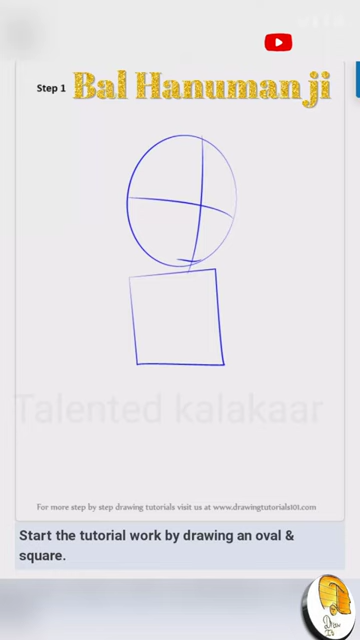 Step 1 Bal Hanuman ji
Talented kalakaar
For more step by step drawing tutorials visit us at www.drawingtutorials101.com
Start the tutorial work by drawing an oval &
square.
Draw